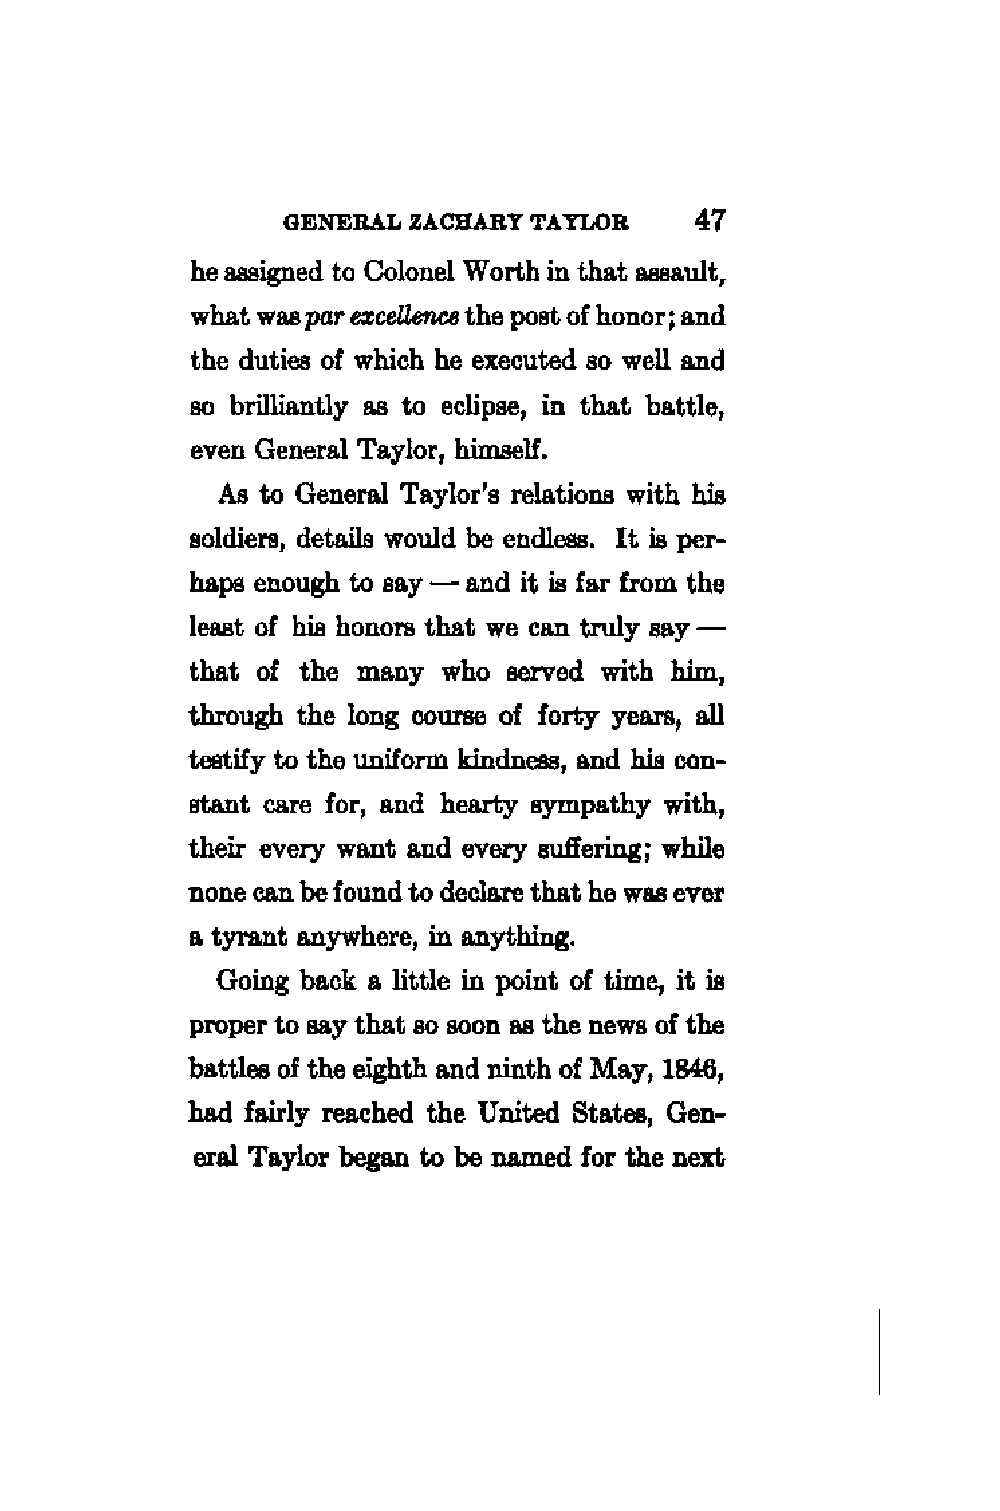 GENERAL ZACHARY TAYLOR 47
he assigned to Colonel Worth in that assault,
what was par excellence the post of honor; and
the duties of which he executed so well and
so brilliantly as to eclipse, in that battle,
even General Taylor, himself.
As to General Taylor's relations with his
soldiers, details would be endless. It is per-
haps enough to say — and it is far from the
least of his honors that we can truly say —
that of the many who served with him,
through the long course of forty years, all
testify to the uniform kindness, and his con-
stant care for, and hearty sympathy with,
their every want and every suffering; while
none can be found to declare that he was ever
a tyrant anywhere, in anything.
Going back a little in point of time, it is
proper to say that so soon as the news of the
battles of the eighth and ninth of May, 1846,
had fairly reached the United States, Gen-
eral Taylor began to be named for the next